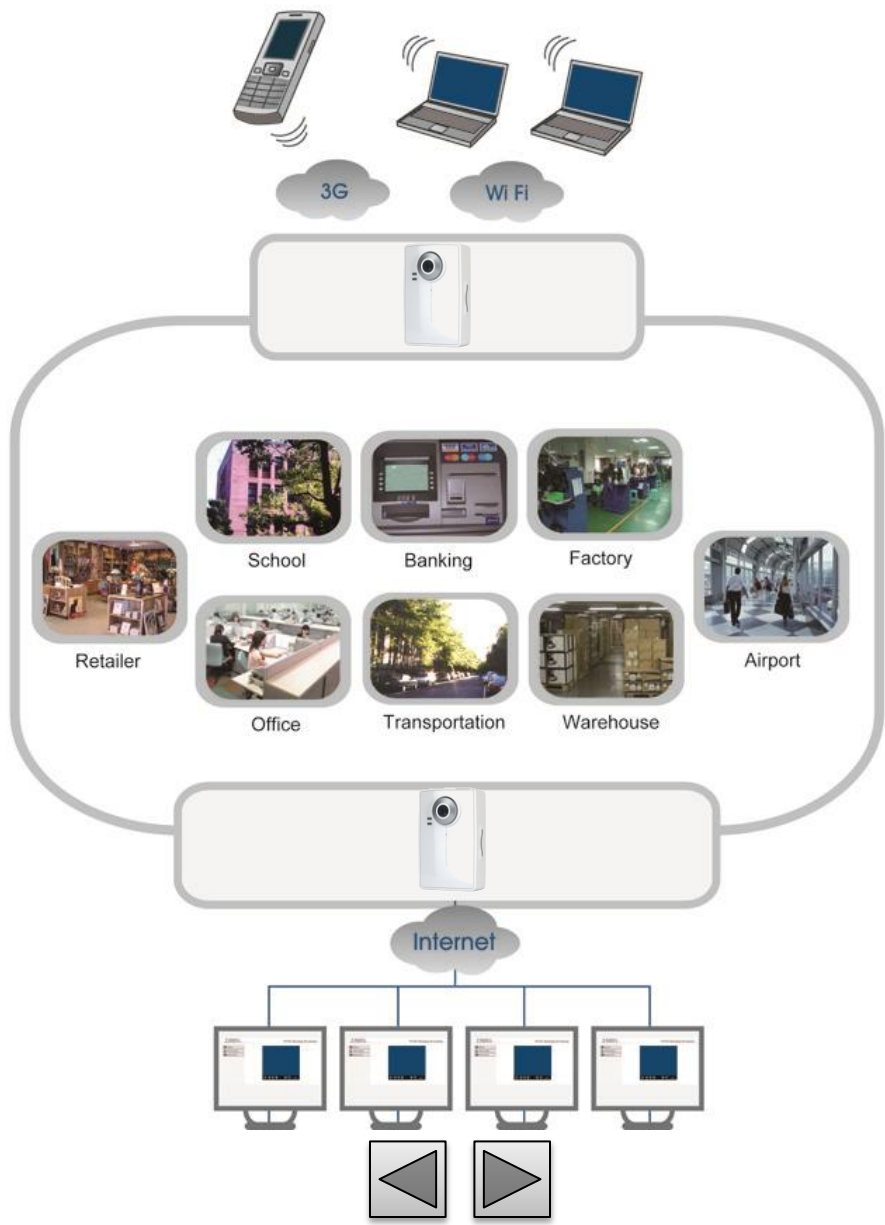 3G
Wi Fi
School
Banking
Factory
Retailer
Airport
Office
Transportation
Warehouse
Internet